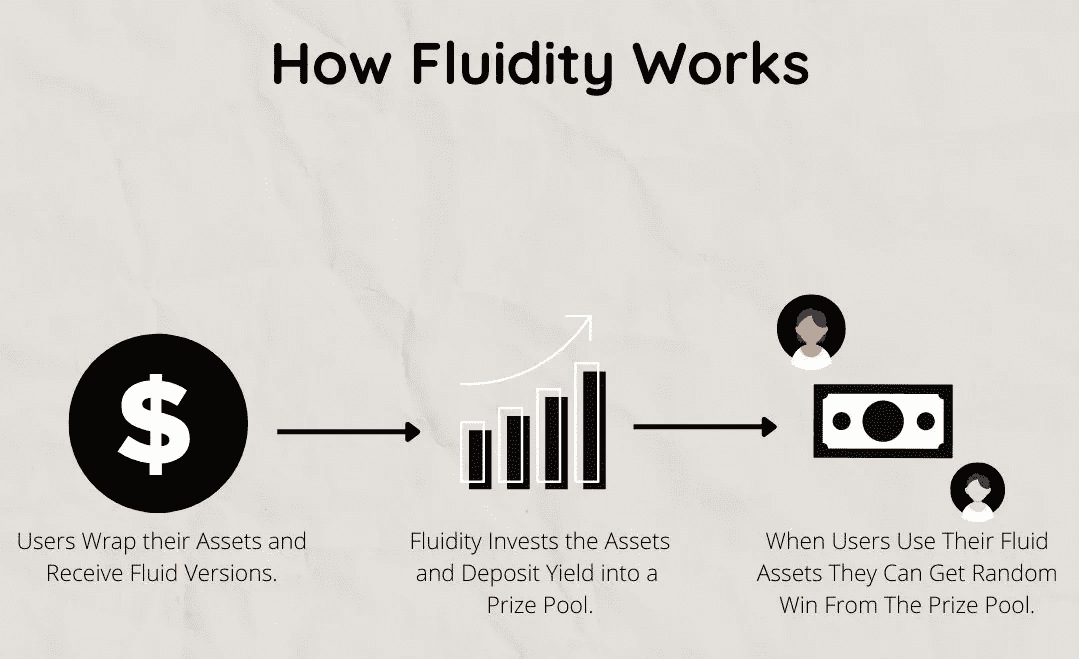 How Fluidity Works
$
Users Wrap their Assets and
Receive Fluid Versions.
Fluidity Invests the Assets
and Deposit Yield into a
Prize Pool.
When Users Use Their Fluid
Assets They Can Get Random
Win From The Prize Pool.